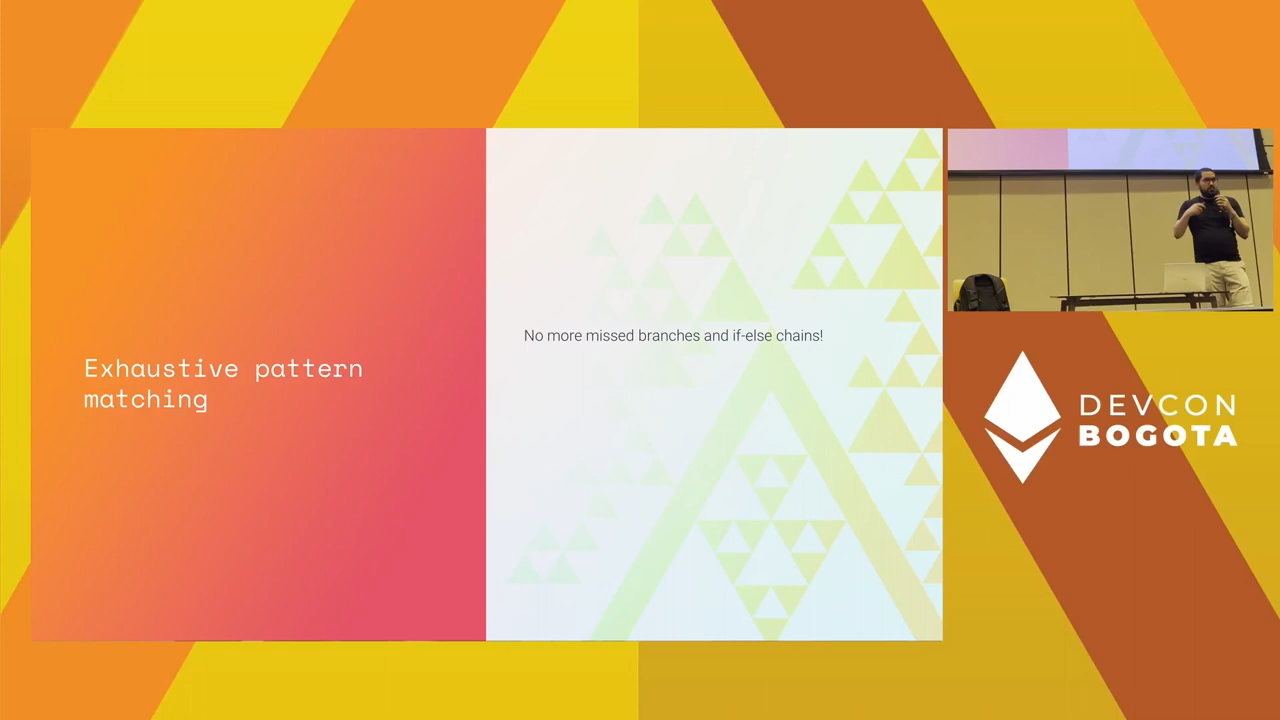 Exhaustive pattern
matching
No more missed branches and if-else chains!
DEVCON
BOGOTA